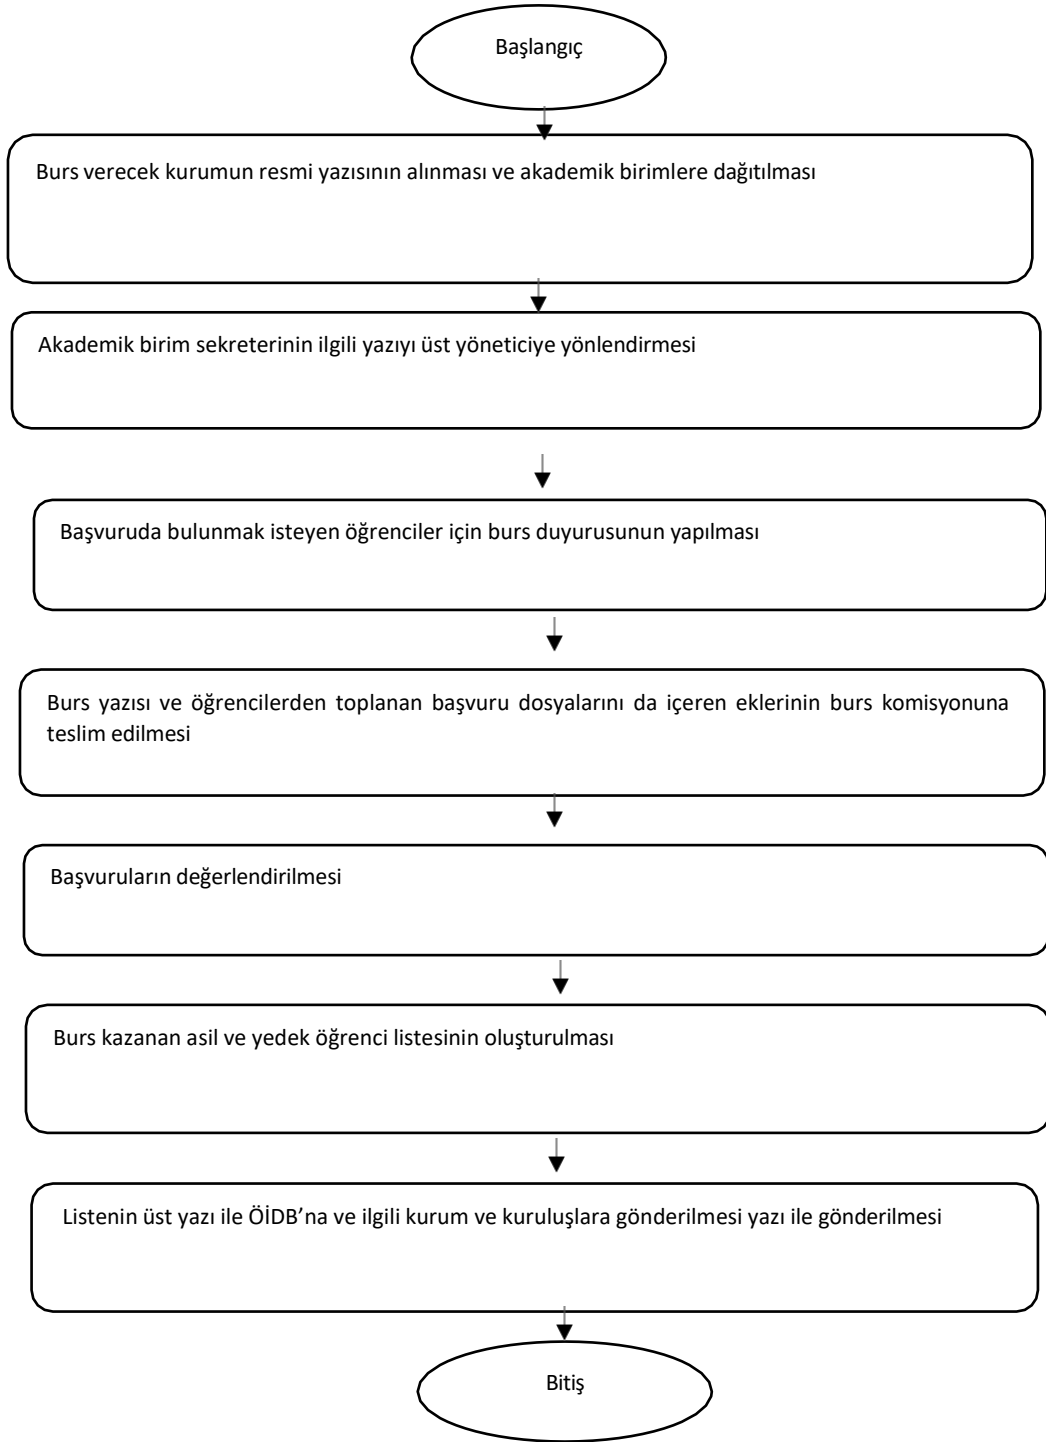 Başlangıç
Burs verecek kurumun resmi yazısının alınması ve akademik birimlere dağıtılması
Akademik birim sekreterinin ilgili yazıyı üst yöneticiye yönlendirmesi
Başvuruda bulunmak isteyen öğrenciler için burs duyurusunun yapılması
Burs yazısı ve öğrencilerden toplanan başvuru dosyalarını da içeren eklerinin burs komisyonuna
teslim edilmesi
Başvuruların değerlendirilmesi
Burs kazanan asil ve yedek öğrenci listesinin oluşturulması
Listenin üst yazı ile ÖİDB’na ve ilgili kurum ve kuruluşlara gönderilmesi yazı ile gönderilmesi
Bitiş